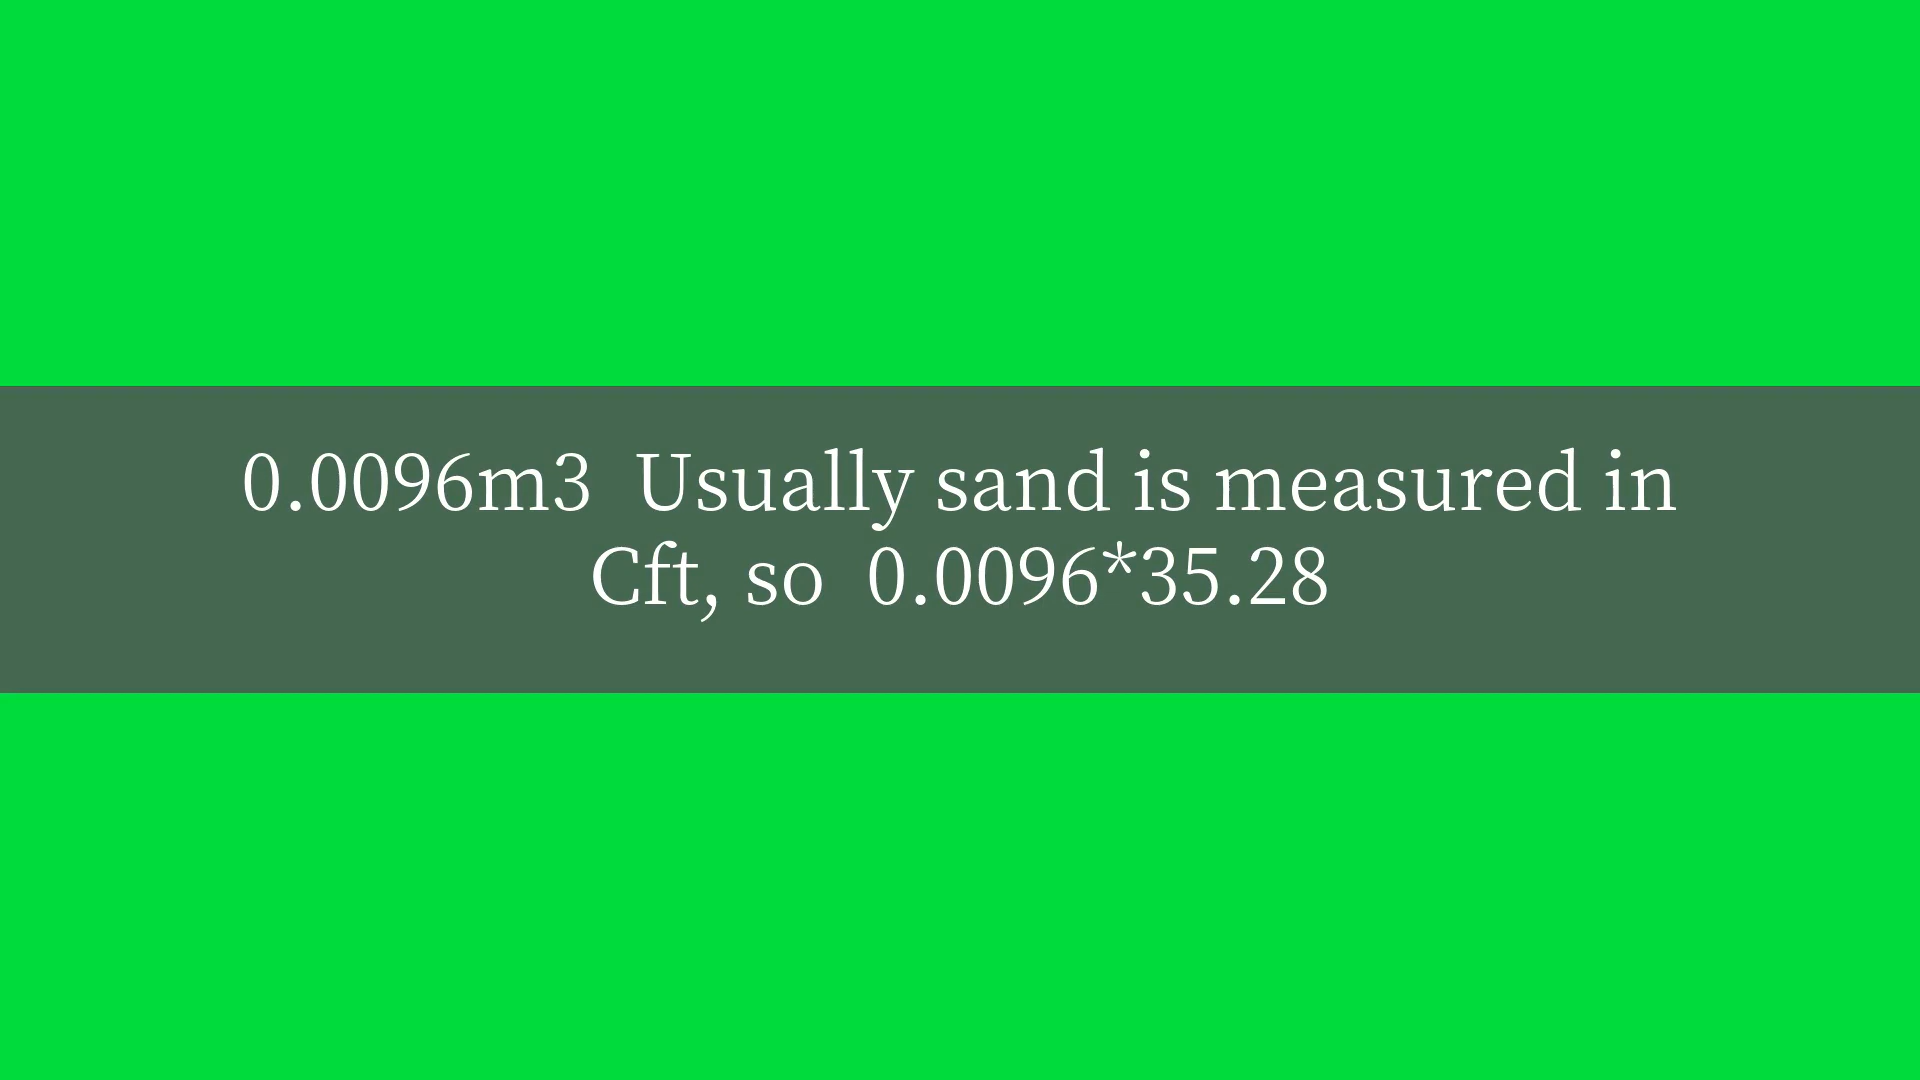 0.0096m3  Usually sand is measured in
Cft, so  0.0096*35.28